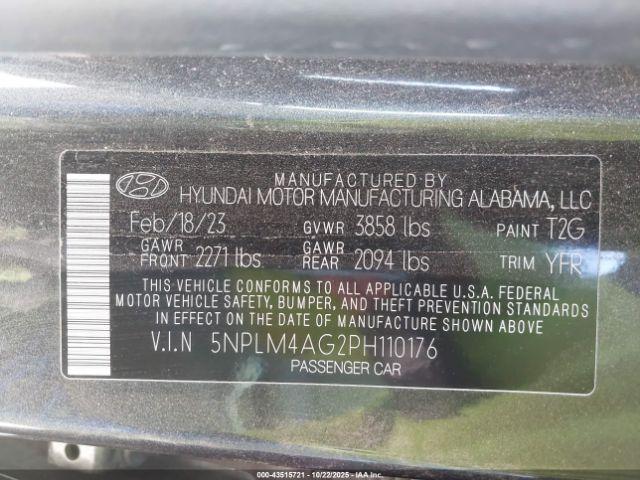 MANUFACTURED BY
HYUNDAI MOTOR MANUFACTURING ALABAMA, LLC
Feb/18/23 GVWR 3858 lbs PAINT T2G
GAWR FRONT 2271 lbs GAWR REAR 2094 lbs TRIM YFR
THIS VEHICLE CONFORMS TO ALL APPLICABLE U.S.A. FEDERAL
MOTOR VEHICLE SAFETY, BUMPER, AND THEFT PREVENTION STANDARDS
IN EFFECT ON THE DATE OF MANUFACTURE SHOWN ABOVE
V.I.N 5NPLM4AG2PH110176
PASSENGER CAR
© 000-43515721 - 10/22/2025 - IAAI.COM